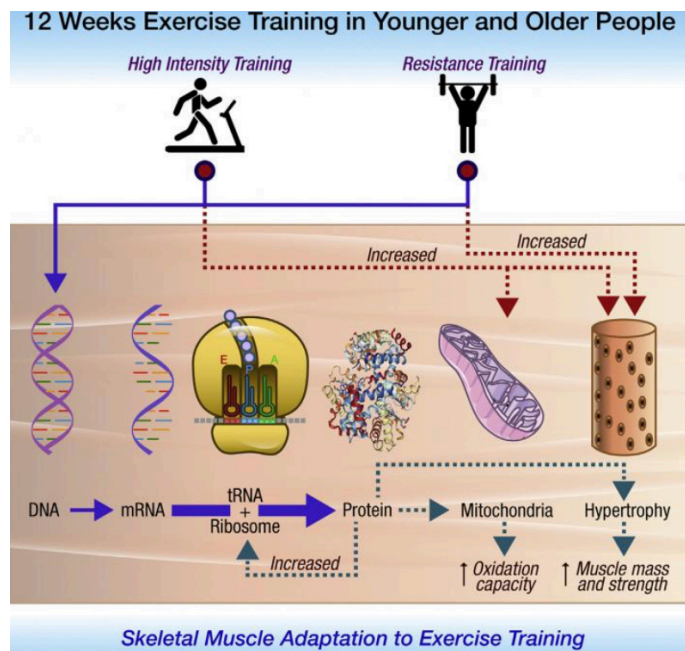 12 Weeks Exercise Training in Younger and Older People
High Intensity Training
Resistance Training
Increased
Increased
E
P
A
DNA
mRNA
tRNA
+
Ribosome
Protein
Mitochondria
Hypertrophy
Increased
↑ Oxidation
capacity
↑ Muscle mass
and strength
Skeletal Muscle Adaptation to Exercise Training